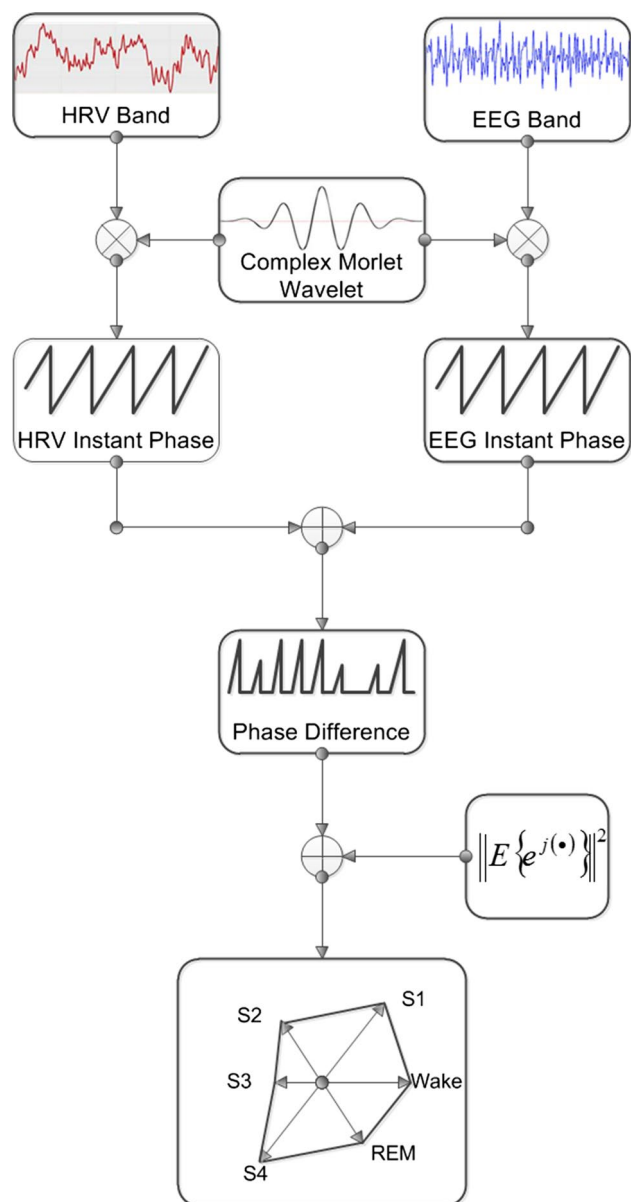 HRV Band
EEG Band
Complex Morlet
Wavelet
HRV Instant Phase
EEG Instant Phase
Phase Difference
‖E{e^{j(•)}}‖²
S1
S2
S3
Wake
REM
S4